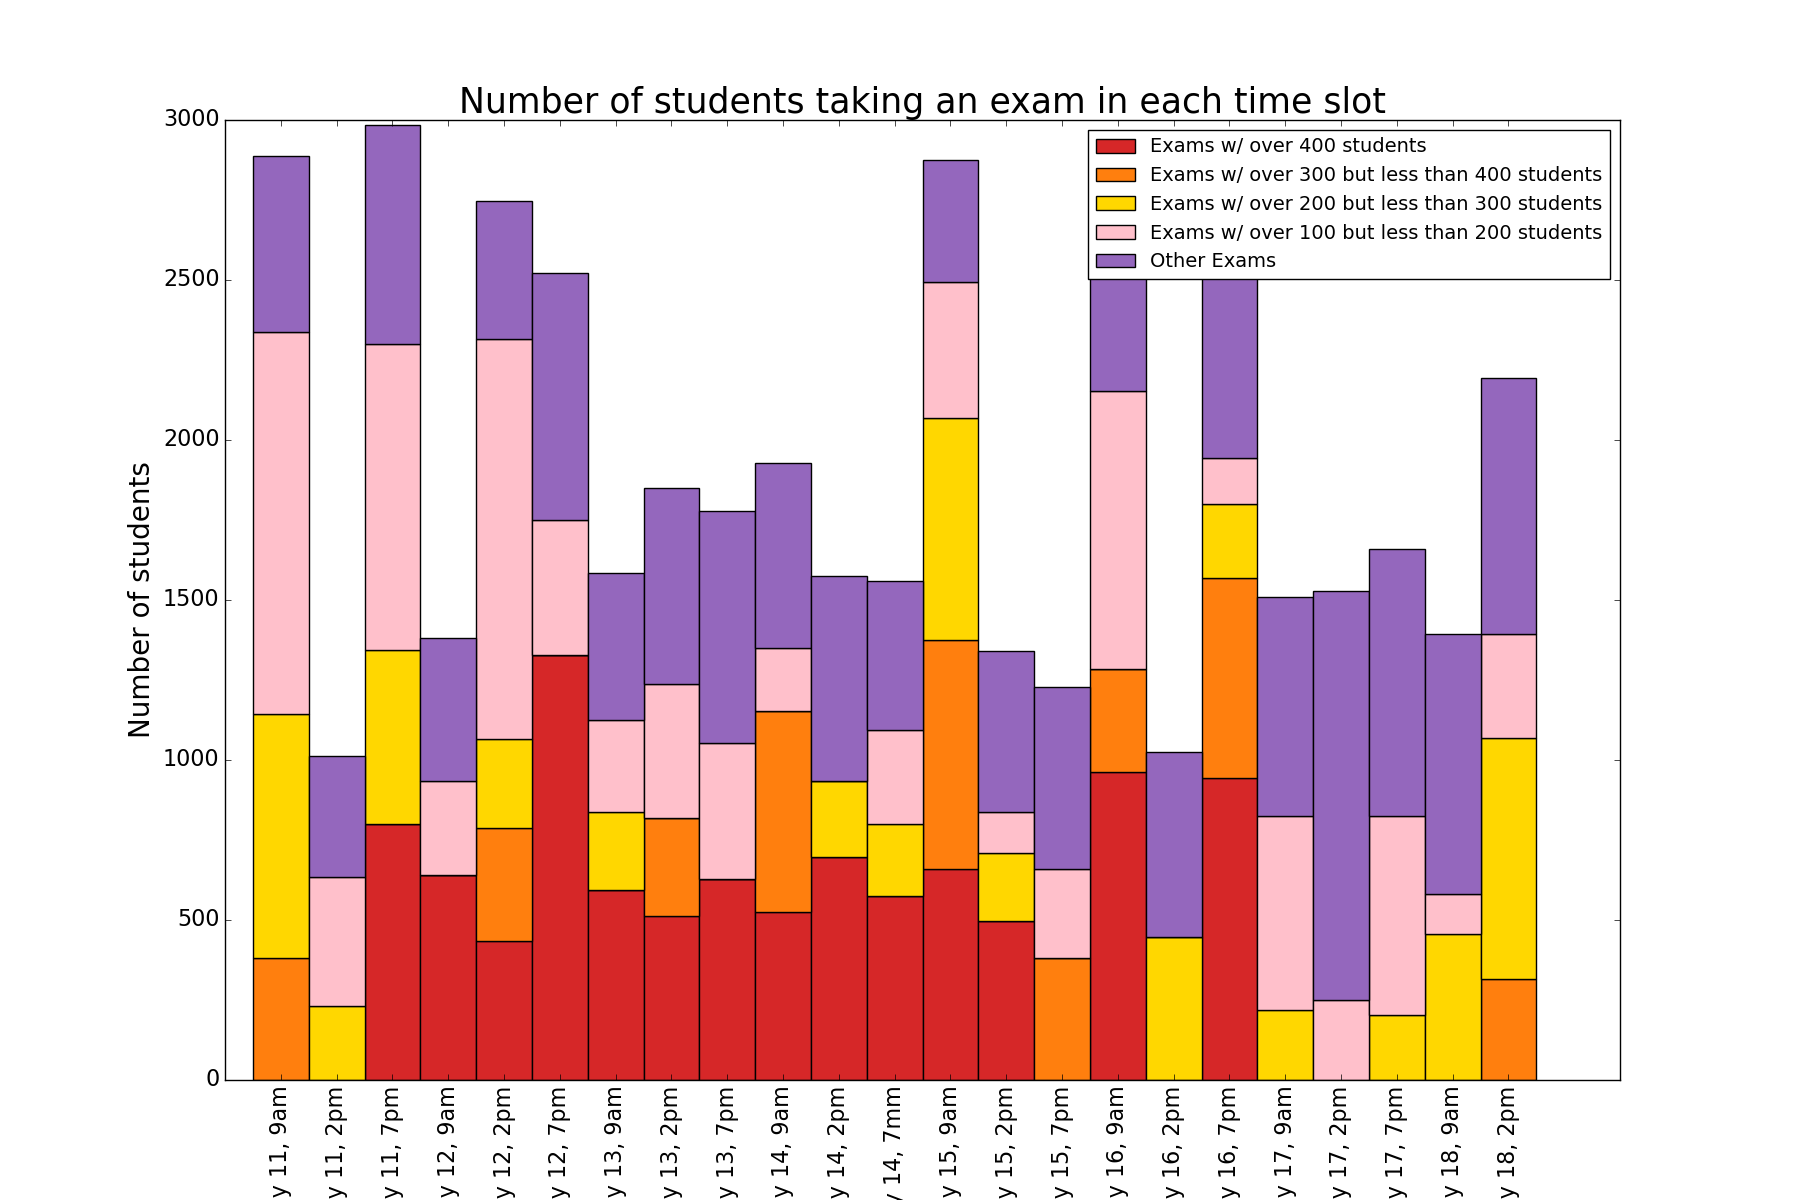 Number of students taking an exam in each time slot
Number of students
3000
2500
2000
1500
1000
500
0
Exams w/ over 400 students
Exams w/ over 300 but less than 400 students
Exams w/ over 200 but less than 300 students
Exams w/ over 100 but less than 200 students
Other Exams
y 11, 9am
y 11, 2pm
y 11, 7pm
y 12, 9am
y 12, 2pm
y 12, 7pm
y 13, 9am
y 13, 2pm
y 13, 7pm
y 14, 9am
y 14, 2pm
y 14, 7mm
y 15, 9am
y 15, 2pm
y 15, 7pm
y 16, 9am
y 16, 2pm
y 16, 7pm
y 17, 9am
y 17, 2pm
y 17, 7pm
y 18, 9am
y 18, 2pm